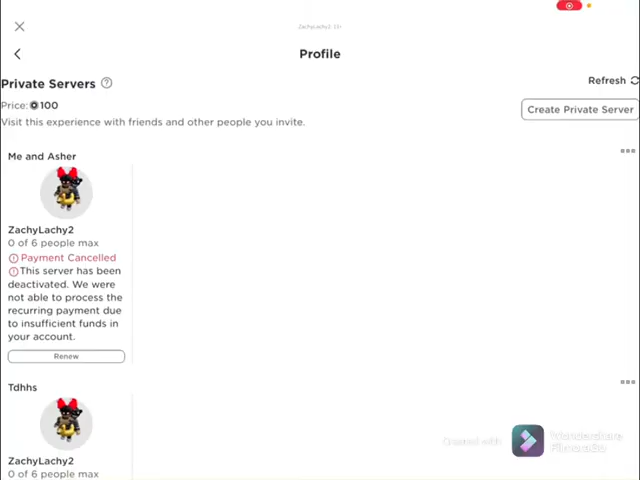 Profile
Private Servers
Refresh
Price: 100
Create Private Server
Visit this experience with friends and other people you invite.
Me and Asher
ZachyLachy2
0 of 6 people max
Payment Cancelled
This server has been
deactivated. We were
not able to process the
recurring payment due
to insufficient funds in
your account.
Renew
Tdhhs
ZachyLachy2
0 of 6 people max
Created with
Wondershare
Filmora